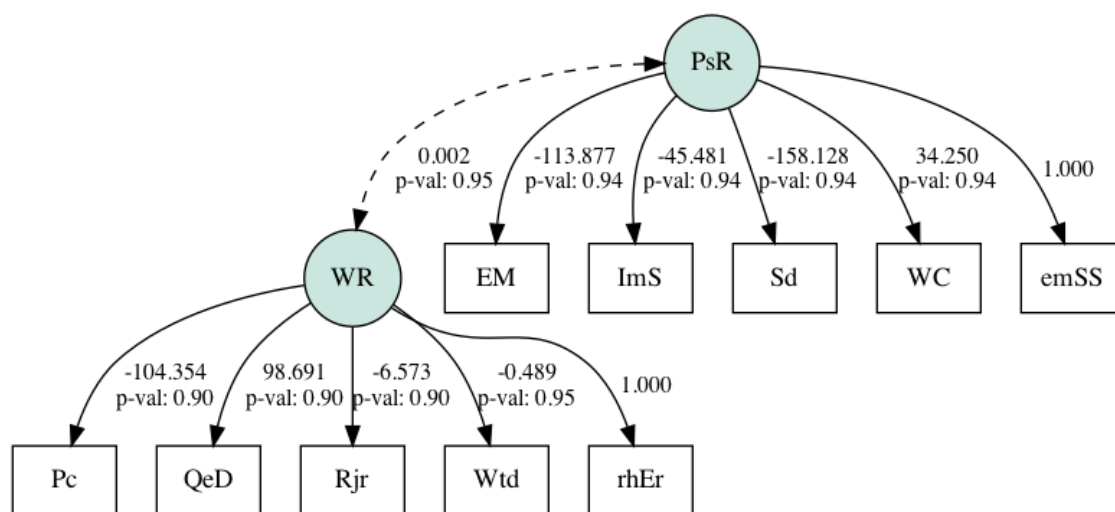 PsR
0.002
p-val: 0.95
-113.877
p-val: 0.94
-45.481
p-val: 0.94
-158.128
p-val: 0.94
34.250
p-val: 0.94
1.000
WR
EM
ImS
Sd
WC
emSS
-104.354
p-val: 0.90
98.691
p-val: 0.90
-6.573
p-val: 0.90
-0.489
p-val: 0.95
1.000
Pc
QeD
Rjr
Wtd
rhEr